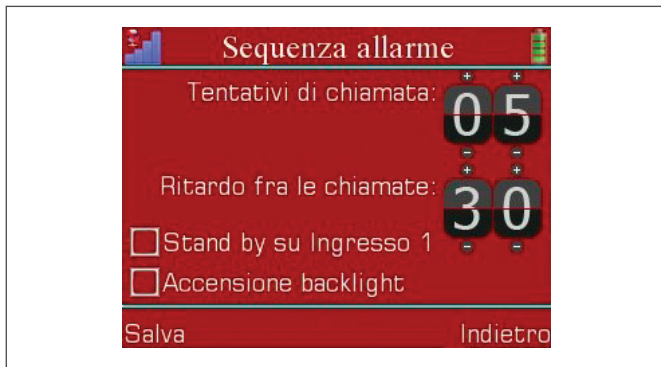 Sequenza allarme
Tentativi di chiamata: 05
Ritardo fra le chiamate: 30
Stand by su Ingresso 1
Accensione backlight
Salva Indietro